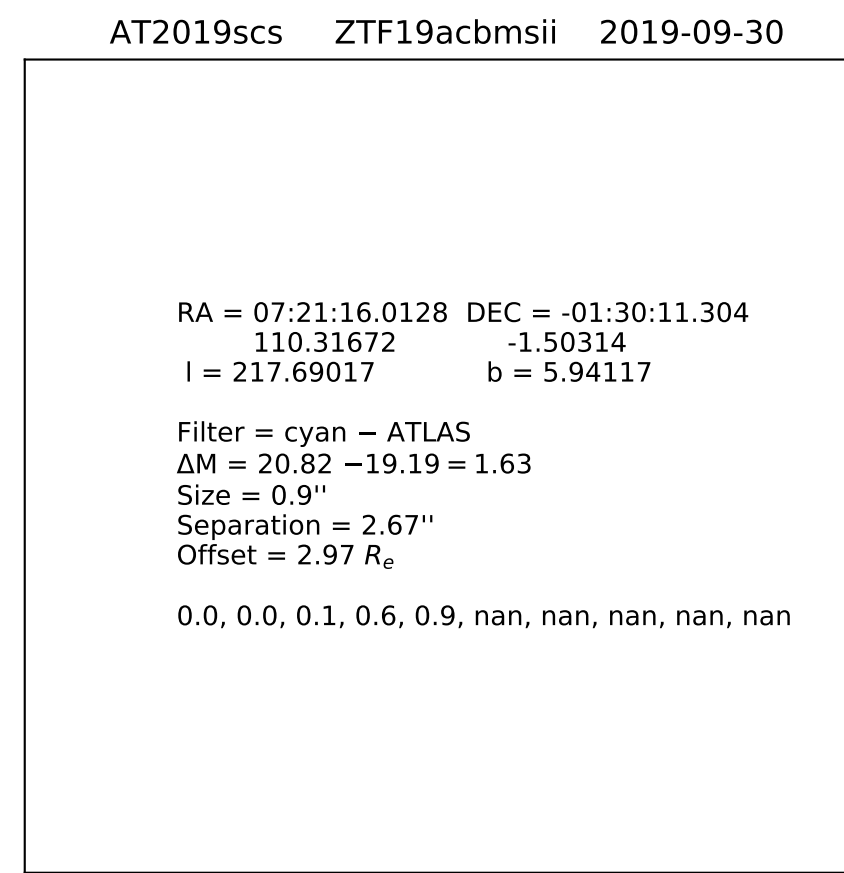 AT2019scs ZTF19acbmsii 2019-09-30
RA = 07:21:16.0128 DEC = -01:30:11.304
110.31672 -1.50314
l = 217.69017 b = 5.94117
Filter = cyan − ATLAS
ΔM = 20.82 −19.19 = 1.63
Size = 0.9''
Separation = 2.67''
Offset = 2.97 Rₑ
0.0, 0.0, 0.1, 0.6, 0.9, nan, nan, nan, nan, nan